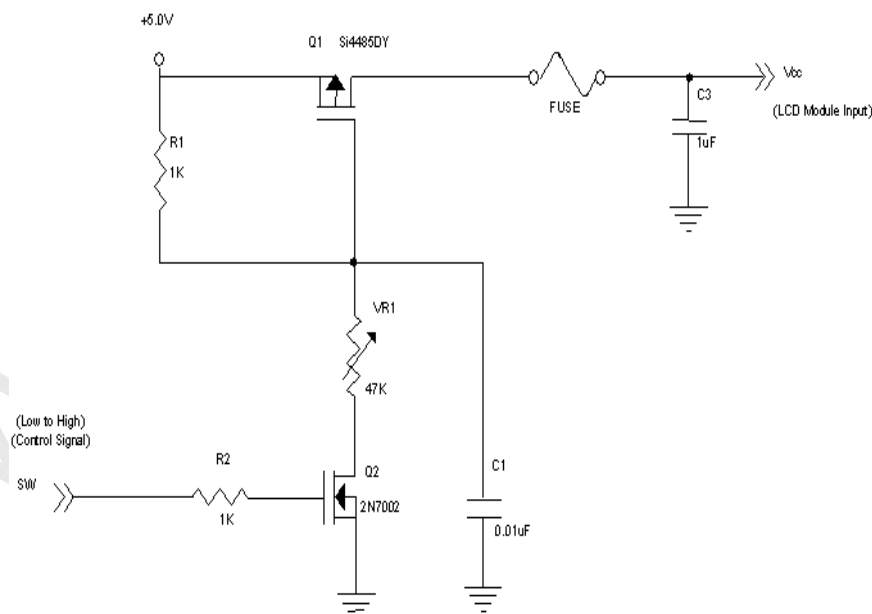 +5.0V
Q1 Si4485DY
FUSE
C3
1uF
Vcc
(LCD Module Input)
R1
1K
VR1
47K
(Low to High)
(Control Signal)
SW
R2
1K
Q2
2N7002
C1
0.01uF